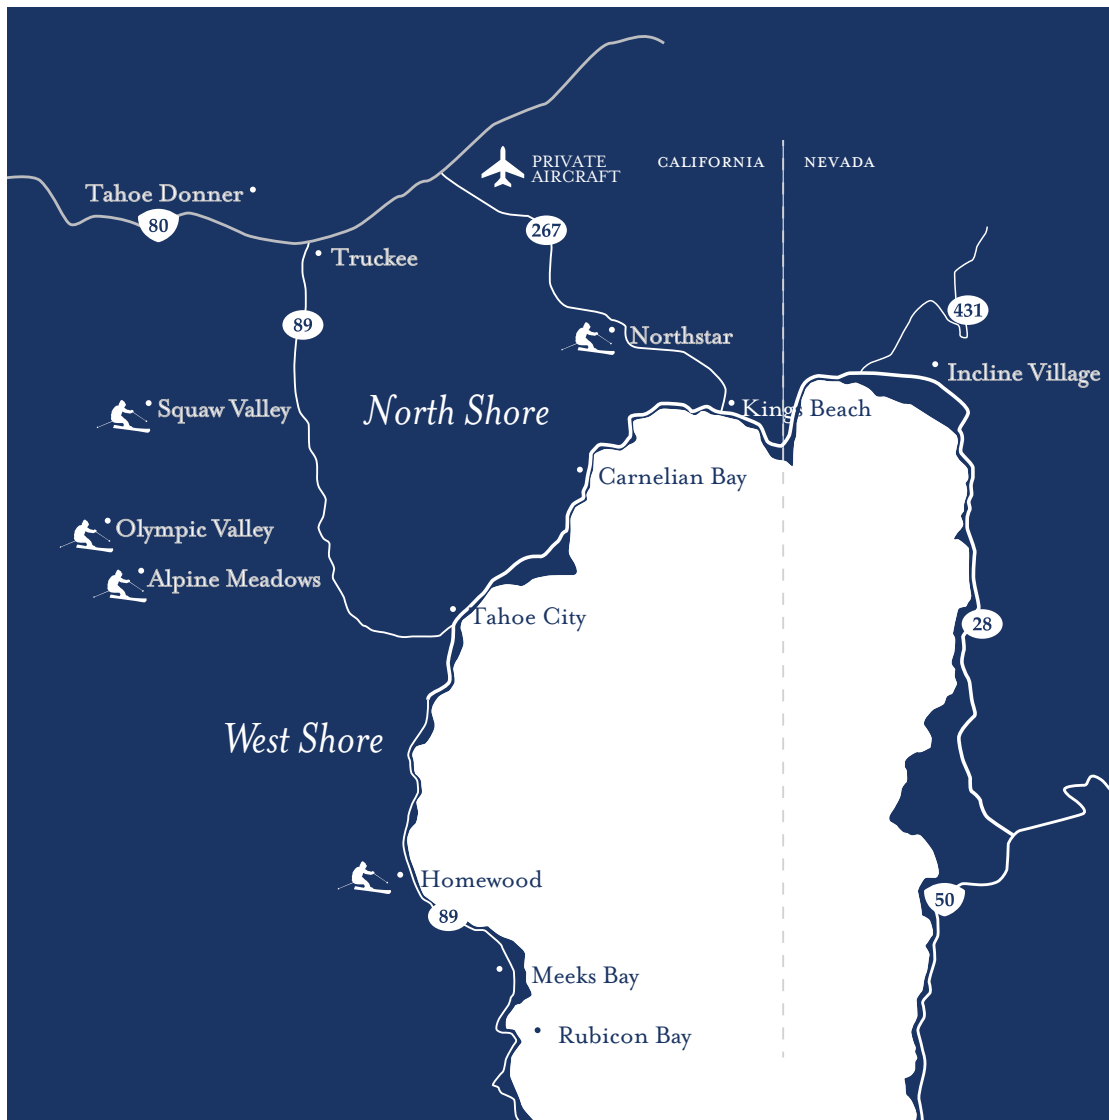 PRIVATE
AIRCRAFT
CALIFORNIA
NEVADA
Tahoe Donner
80
267
Truckee
89
431
Northstar
Incline Village
Squaw Valley
North Shore
Kings Beach
Carnelian Bay
Olympic Valley
Alpine Meadows
Tahoe City
28
West Shore
Homewood
50
89
Meeks Bay
Rubicon Bay